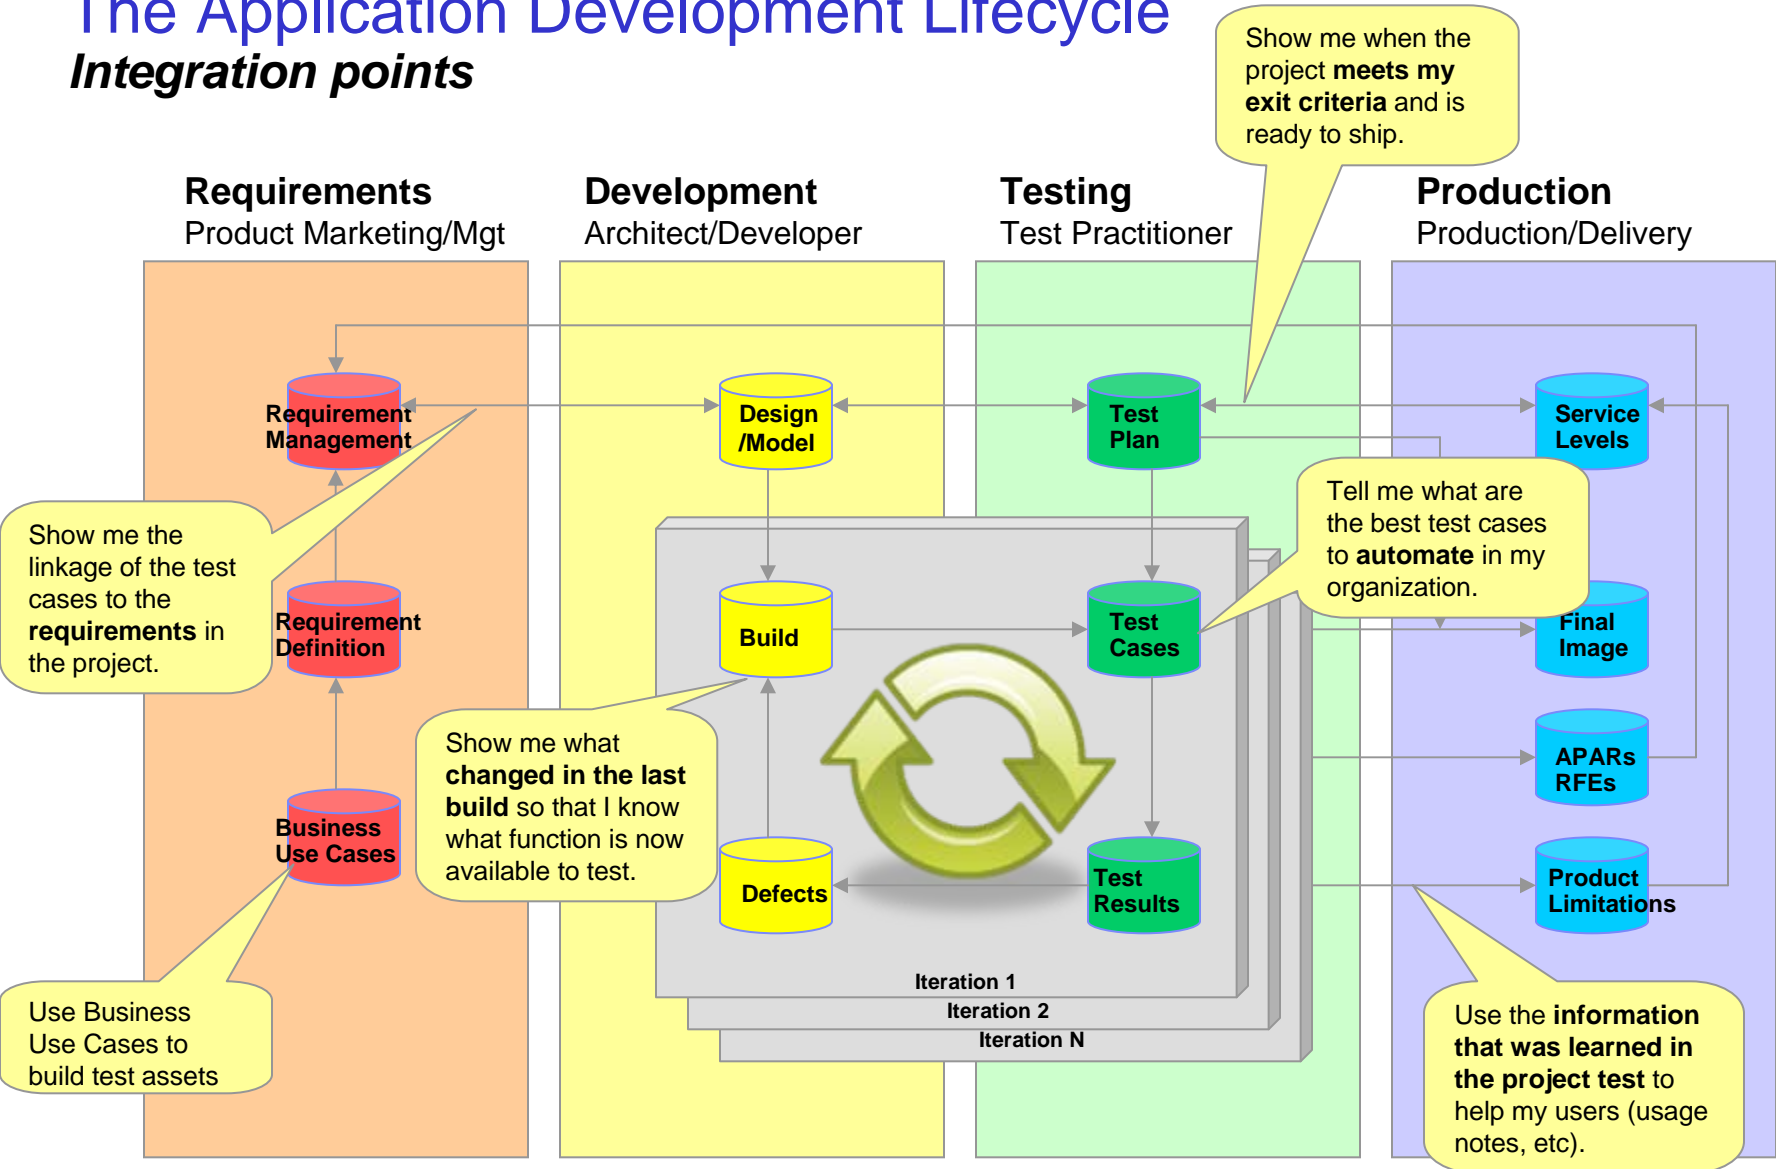 The Application Development Lifecycle
Integration points
Show me when the
project meets my
exit criteria and is
ready to ship.
Requirements
Product Marketing/Mgt
Development
Architect/Developer
Testing
Test Practitioner
Production
Production/Delivery
Requirement
Management
Design
/Model
Test
Plan
Service
Levels
Show me the
linkage of the test
cases to the
requirements in
the project.
Tell me what are
the best test cases
to automate in my
organization.
Requirement
Definition
Build
Test
Cases
Final
Image
Show me what
changed in the last
build so that I know
what function is now
available to test.
APARs
RFEs
Business
Use Cases
Defects
Test
Results
Product
Limitations
Iteration 1
Iteration 2
Iteration N
Use Business
Use Cases to
build test assets
Use the information
that was learned in
the project test to
help my users (usage
notes, etc).